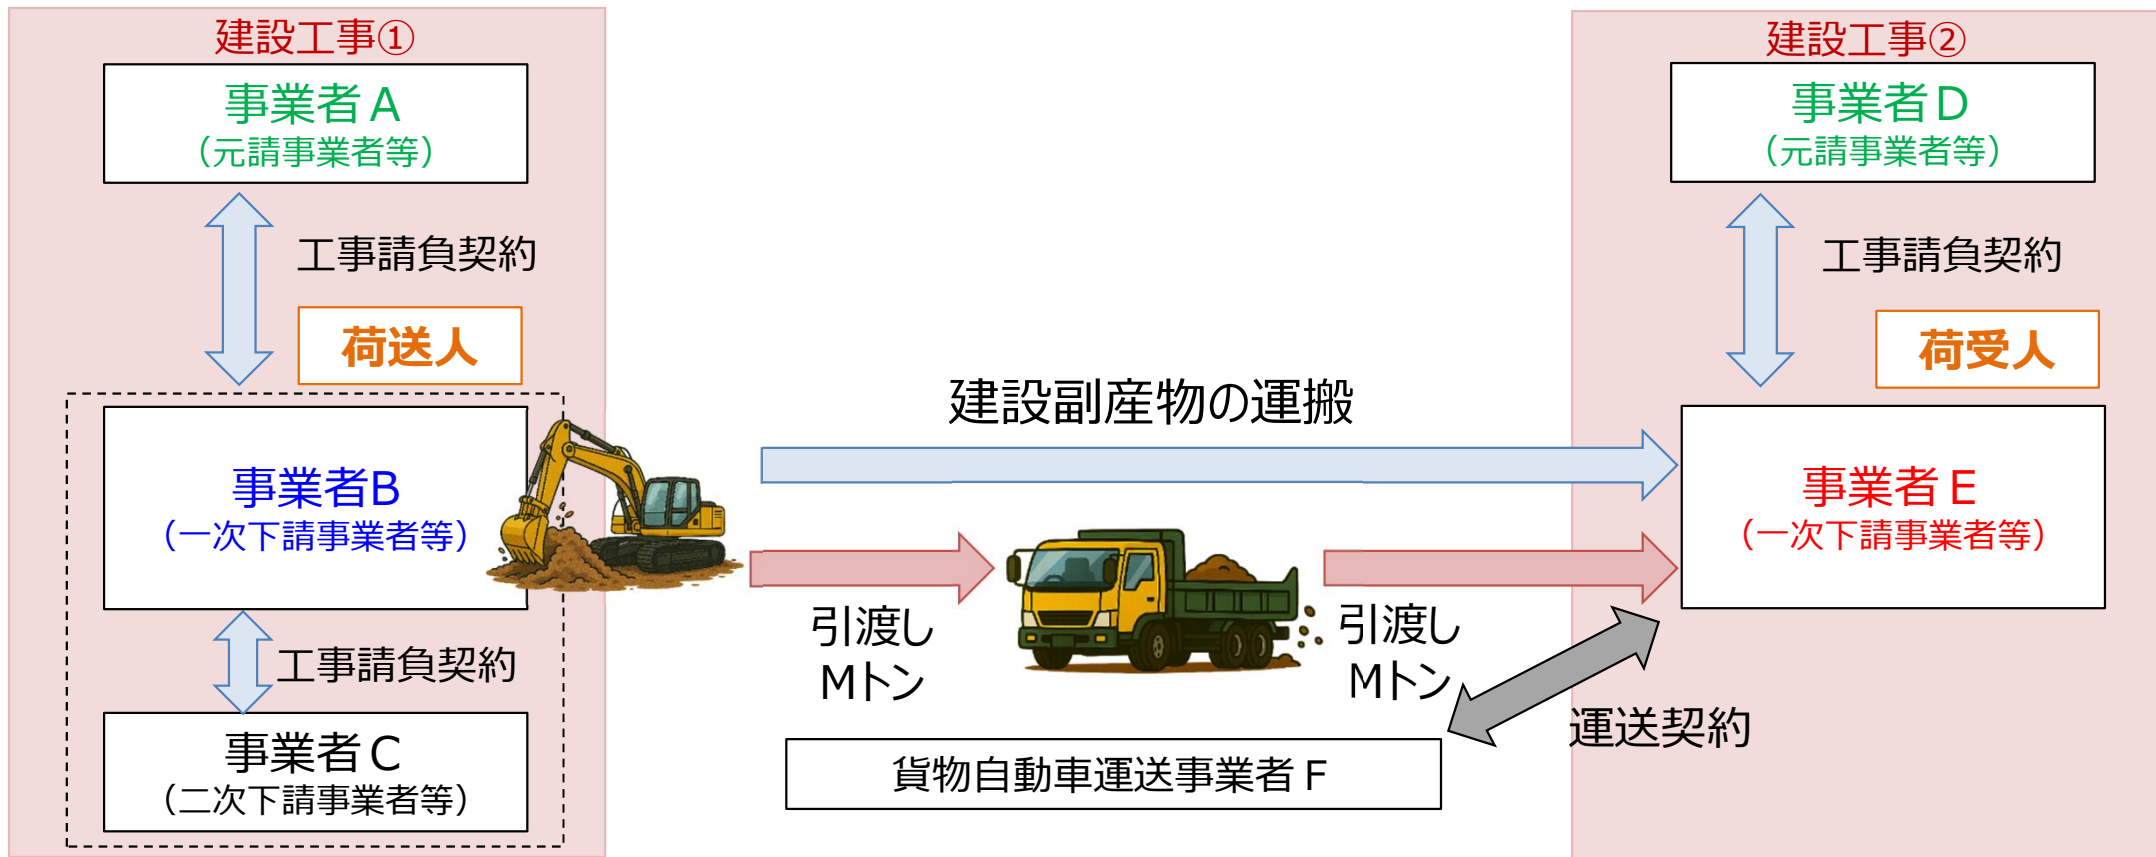 建設工事①
事業者A
（元請事業者等）
工事請負契約
荷送人
事業者B
（一次下請事業者等）
工事請負契約
事業者C
（二次下請事業者等）
建設副産物の運搬
引渡し
Mトン
引渡し
Mトン
貨物自動車運送事業者F
運送契約
建設工事②
事業者D
（元請事業者等）
工事請負契約
荷受人
事業者E
（一次下請事業者等）